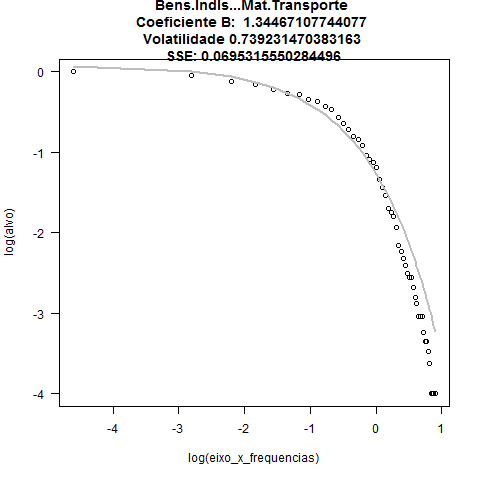 Bens.Indls...Mat.Transporte
Coeficiente B:  1.34467107744077
Volatilidade 0.739231470383163
SSE: 0.0695315550284496
0
-1
-2
-3
-4
log(alvo)
-4 -3 -2 -1 0 1
log(eixo_x_frequencias)